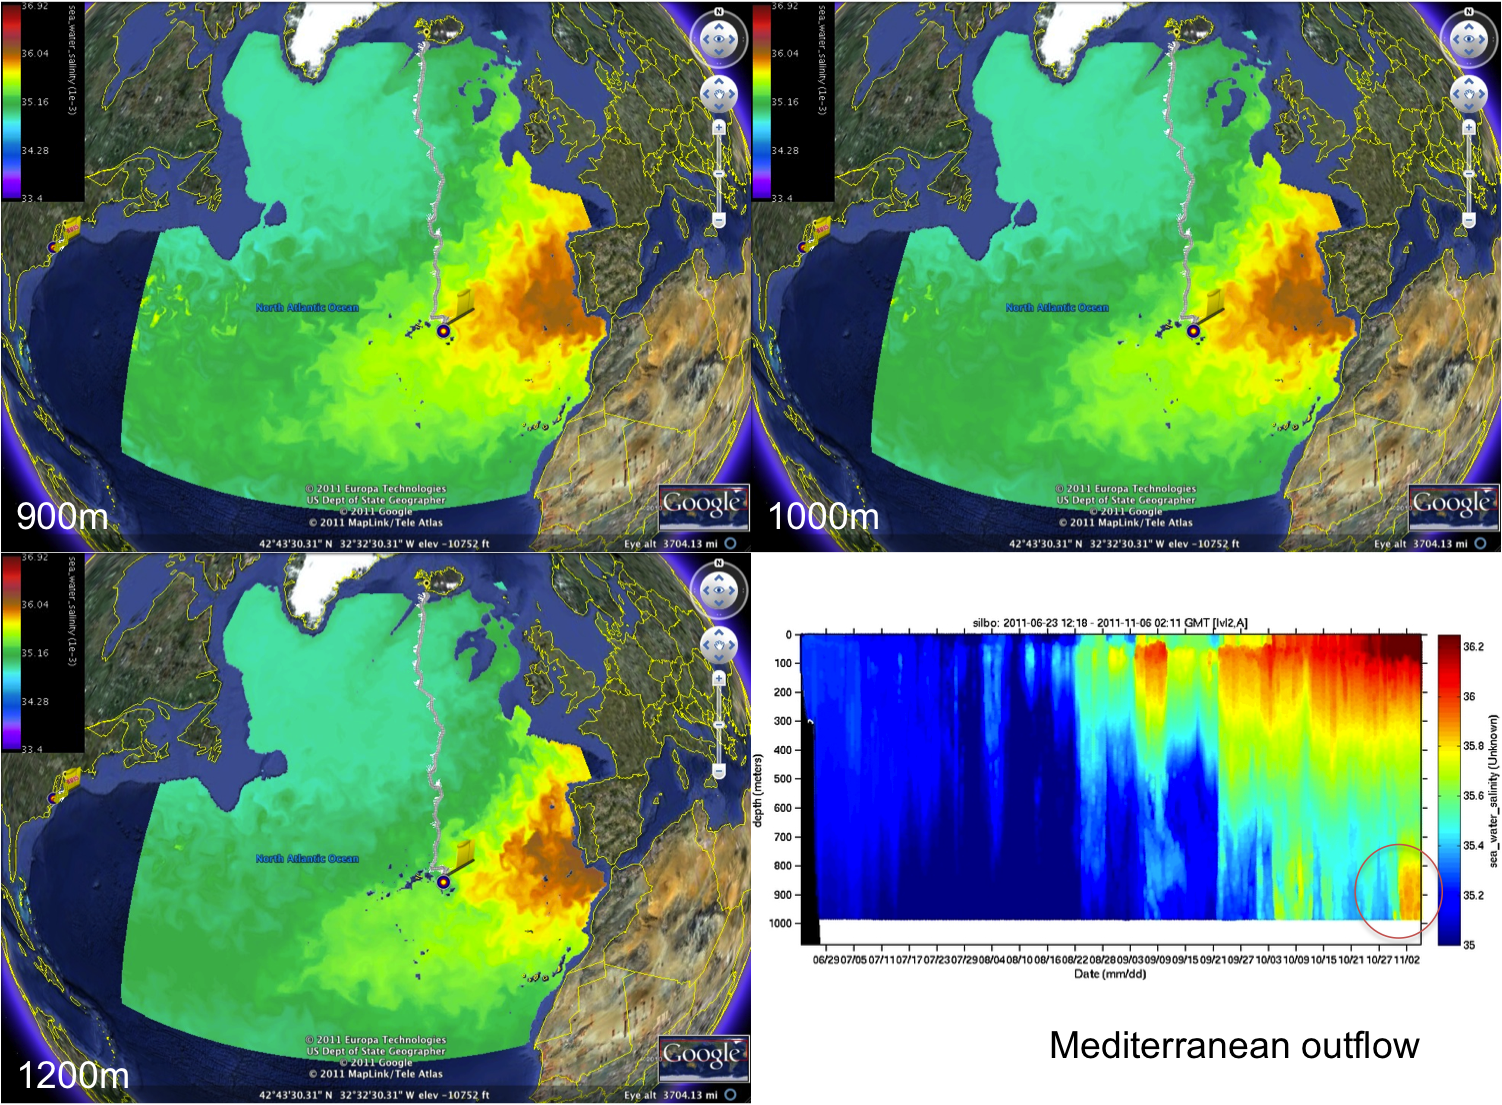 36.92
36.04
35.16
34.28
33.4
sea_water_salinity (1e-3)
N
North Atlantic Ocean
© 2011 Europa Technologies
US Dept of State Geographer
© 2011 Google
© 2011 MapLink/Tele Atlas
Google
900m
42°43'30.31" N 32°32'30.31" W elev -10752 ft
Eye alt 3704.13 mi
36.92
36.04
35.16
34.28
33.4
sea_water_salinity (1e-3)
N
North Atlantic Ocean
© 2011 Europa Technologies
US Dept of State Geographer
© 2011 Google
© 2011 MapLink/Tele Atlas
Google
1000m
42°43'30.31" N 32°32'30.31" W elev -10752 ft
Eye alt 3704.13 mi
36.92
36.04
35.16
34.28
33.4
sea_water_salinity (1e-3)
N
North Atlantic Ocean
© 2011 Europa Technologies
US Dept of State Geographer
© 2011 Google
© 2011 MapLink/Tele Atlas
Google
1200m
42°43'30.31" N 32°32'30.31" W elev -10752 ft
Eye alt 3704.13 mi
silbo: 2011-06-23 12:18 - 2011-11-06 02:11 GMT [lvl2,A]
0
100
200
300
400
500
600
700
800
900
1000
depth (meters)
06/29 07/05 07/11 07/17 07/23 07/29 08/04 08/10 08/16 08/22 08/28 09/03 09/09 09/15 09/21 09/27 10/03 10/09 10/15 10/21 10/27 11/02
Date (mm/dd)
36.2
36
35.8
35.6
35.4
35.2
35
sea_water_salinity (Unknown)
Mediterranean outflow